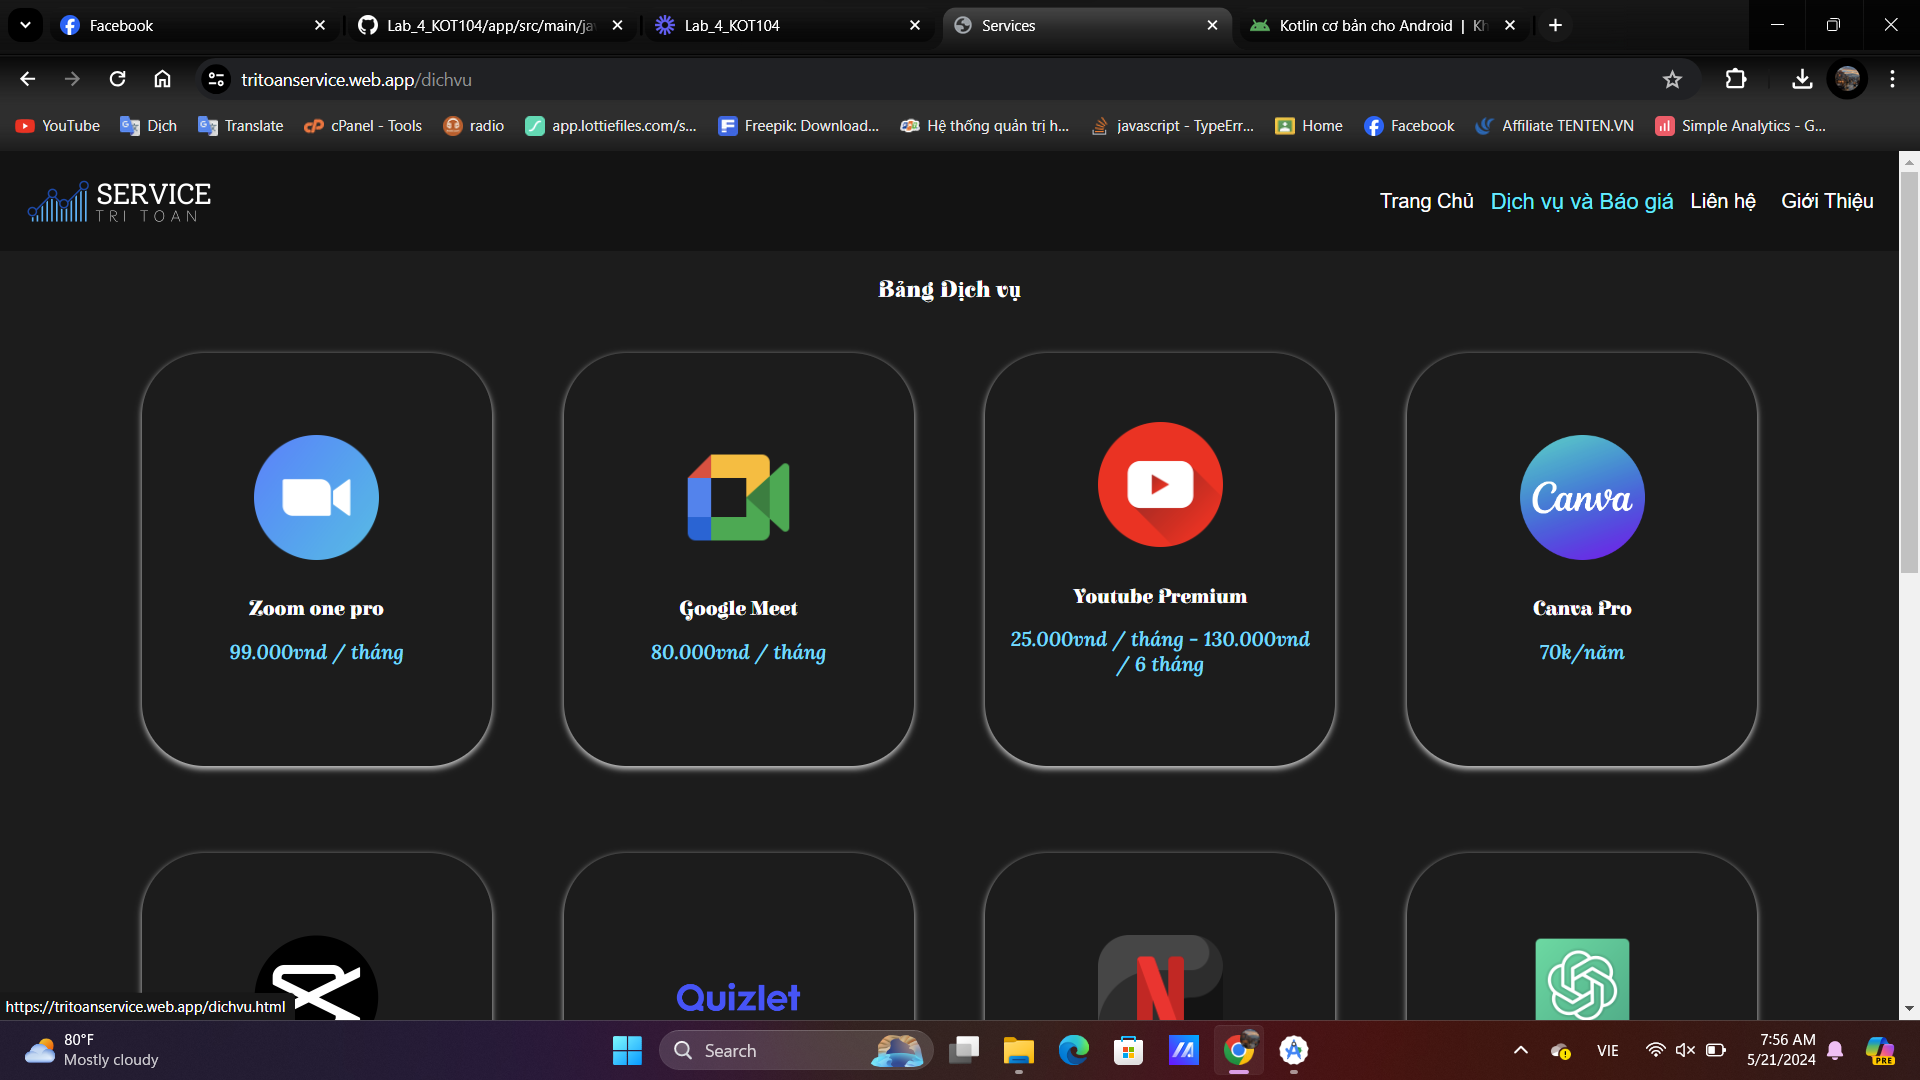 Facebook
Lab_4_KOT104/app/src/main/ja
Lab_4_KOT104
Services
Kotlin cơ bản cho Android | Kh
tritoanservice.web.app/dichvu
YouTube
Dịch
Translate
cPanel - Tools
radio
app.lottiefiles.com/s...
Freepik: Download...
Hệ thống quản trị h...
javascript - TypeErr...
Home
Facebook
Affiliate TENTEN.VN
Simple Analytics - G...
SERVICE
TRI TOAN
Trang Chủ
Dịch vụ và Báo giá
Liên hệ
Giới Thiệu
Bảng Dịch vụ
Canva
Zoom one pro
99.000vnd / tháng
Google Meet
80.000vnd / tháng
Youtube Premium
25.000vnd / tháng - 130.000vnd
/ 6 tháng
Canva Pro
70k/năm
Quizlet
N
https://tritoanservice.web.app/dichvu.html
80°F
Mostly cloudy
Search
VIE
7:56 AM
5/21/2024
PRE